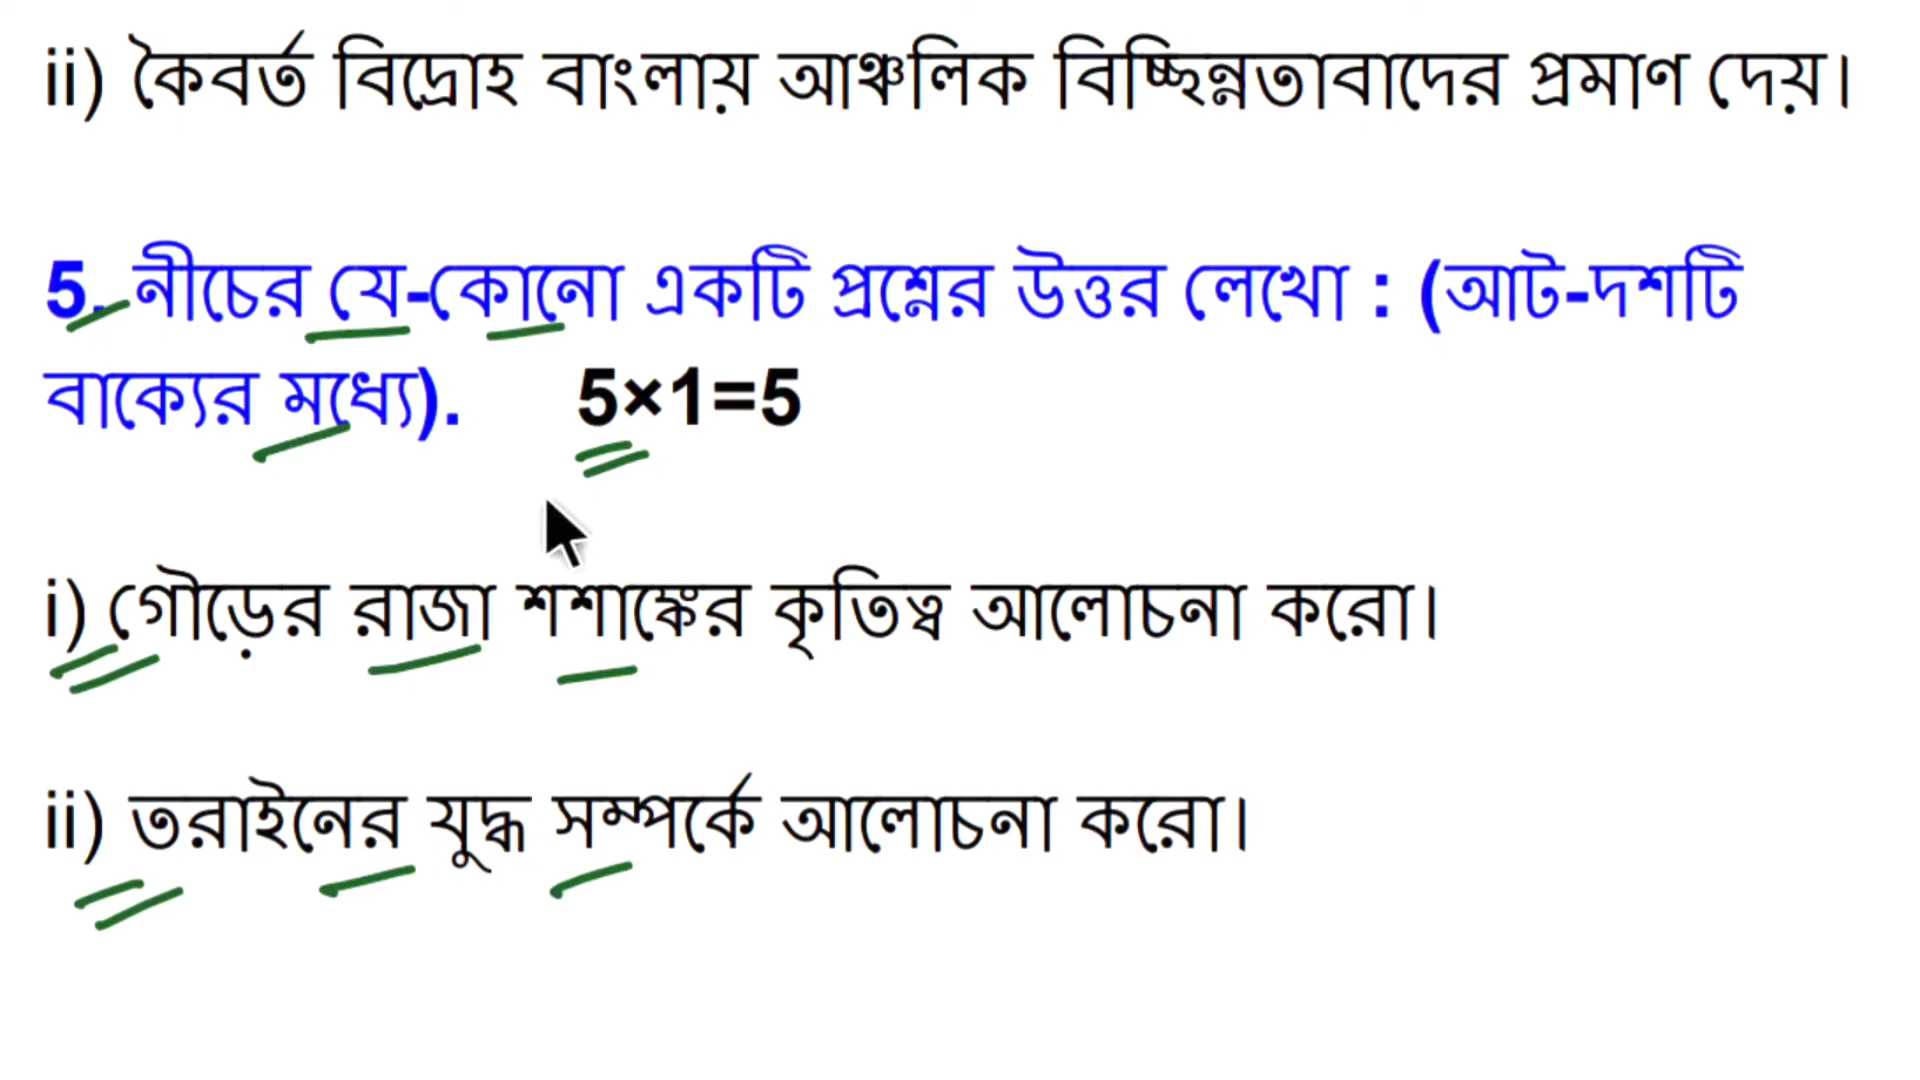 ii) কৈবর্ত বিদ্রোহ বাংলায় আঞ্চলিক বিচ্ছিন্নতাবাদের প্রমাণ দেয়।
5. নীচের যে-কোনো একটি প্রশ্নের উত্তর লেখো : (আট-দশটি
বাক্যের মধ্যে). 5×1=5
i) গৌড়ের রাজা শশাঙ্কের কৃতিত্ব আলোচনা করো।
ii) তরাইনের যুদ্ধ সম্পর্কে আলোচনা করো।